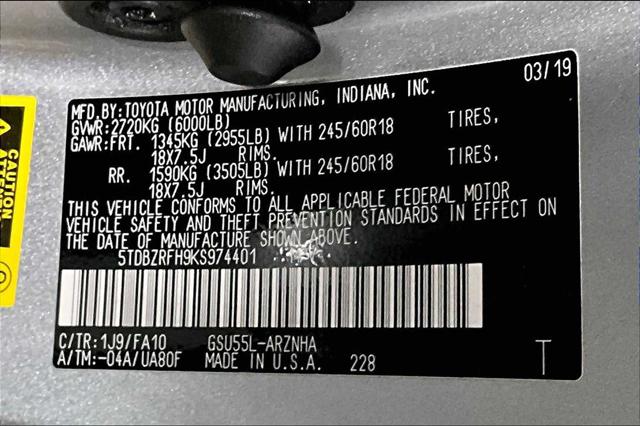 03/19
MFD.BY:TOYOTA MOTOR MANUFACTURING, INDIANA, INC.
GVWR:2720KG (6000LB)
GAWR:FRT. 1345KG (2955LB) WITH 245/60R18 TIRES,
18X7.5J RIMS.
RR. 1590KG (3505LB) WITH 245/60R18 TIRES,
18X7.5J RIMS.
THIS VEHICLE CONFORMS TO ALL APPLICABLE FEDERAL MOTOR
VEHICLE SAFETY AND THEFT PREVENTION STANDARDS IN EFFECT ON
THE DATE OF MANUFACTURE SHOWN ABOVE.
5TDBZRFH9KS974401
C/TR:1J9/FA10 GSU55L-ARZNHA
A/TM:-04A/UA80F MADE IN U.S.A. 228 T
CAUTION